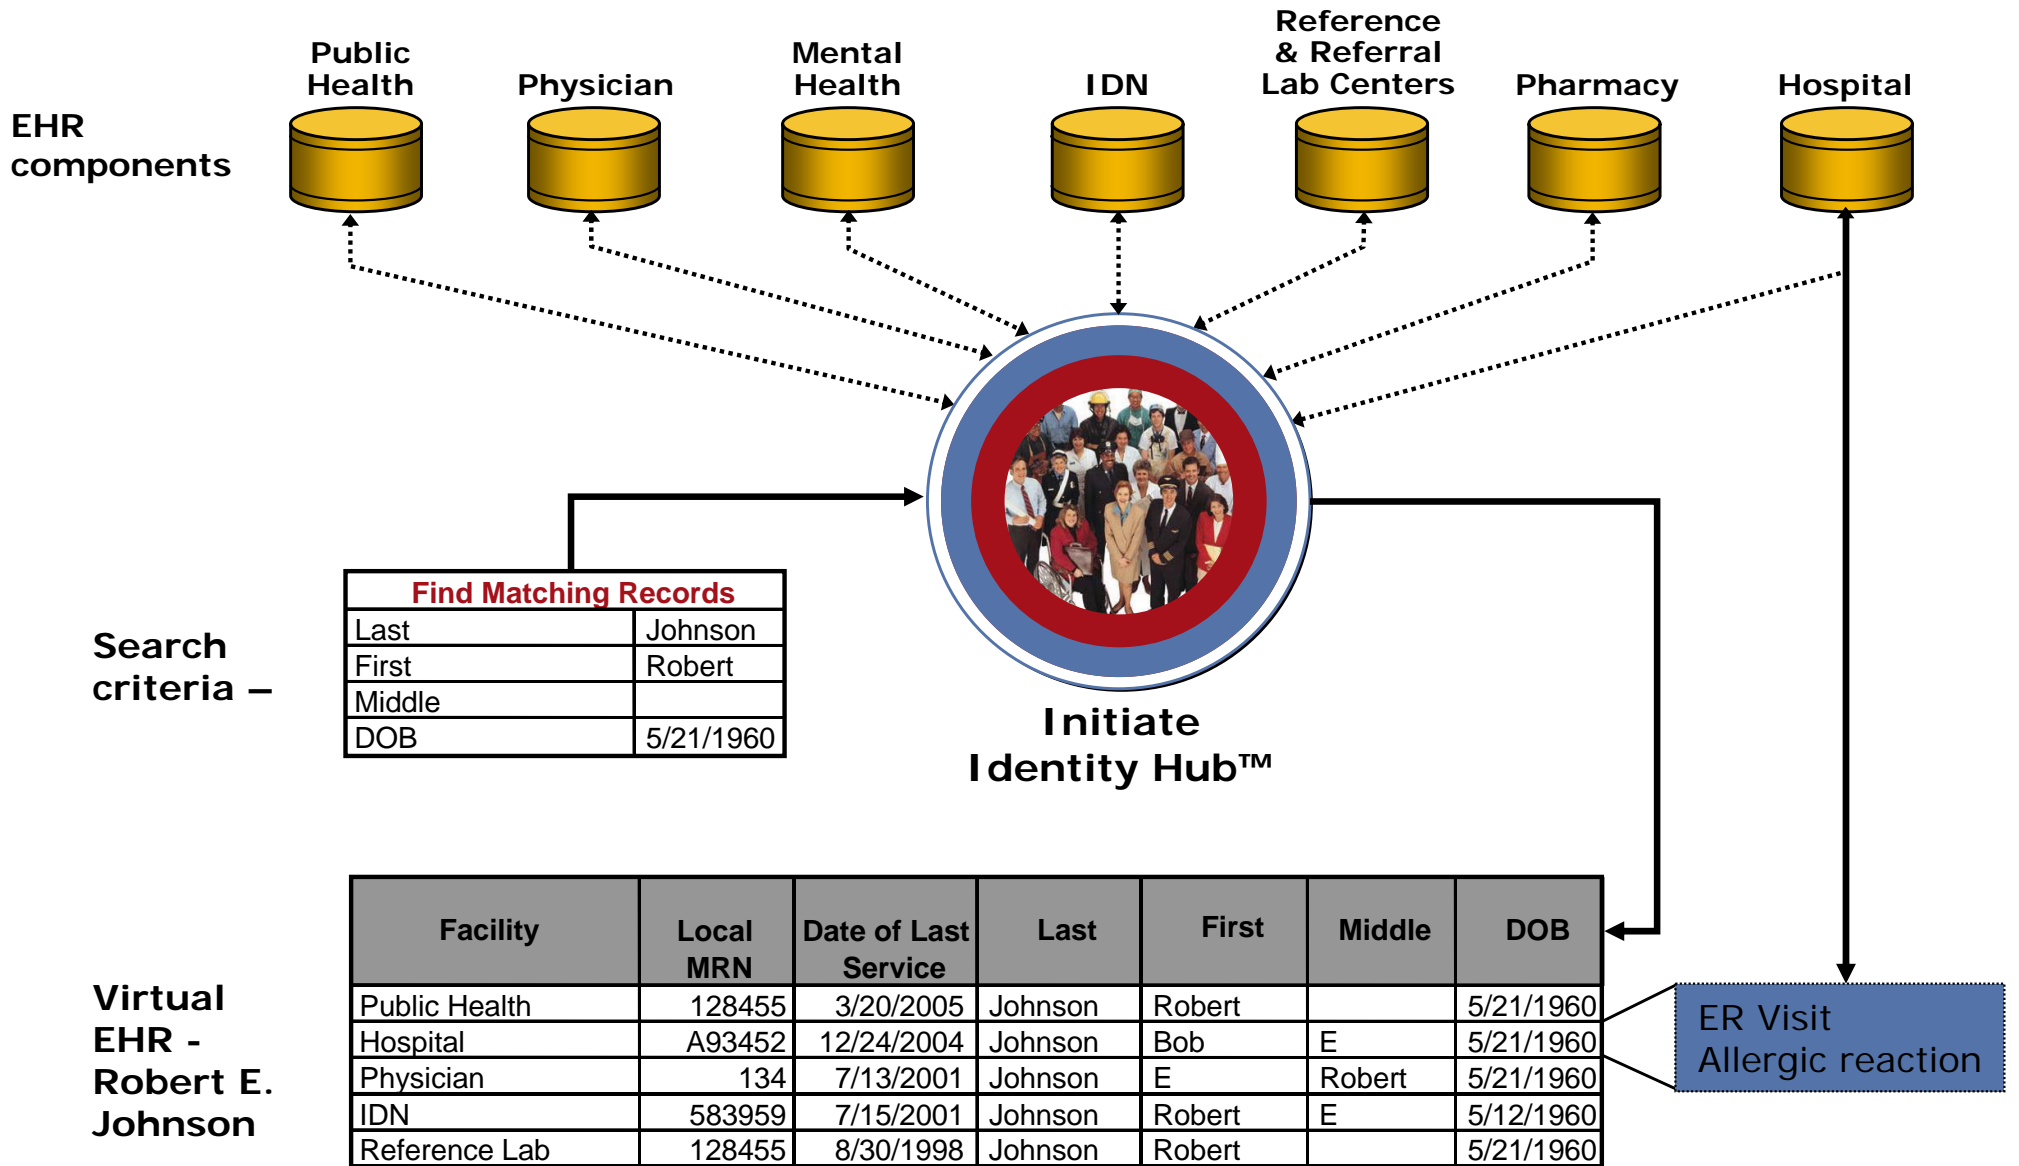 Public
Health
Physician
Mental
Health
IDN
Reference
& Referral
Lab Centers
Pharmacy
Hospital
EHR
components
Find Matching Records
Last Johnson
First Robert
Middle
DOB 5/21/1960
Search
criteria –
Initiate
Identity Hub™
Facility Local MRN Date of Last Service Last First Middle DOB
Public Health 128455 3/20/2005 Johnson Robert 5/21/1960
Hospital A93452 12/24/2004 Johnson Bob E 5/21/1960
Physician 134 7/13/2001 Johnson E Robert 5/21/1960
IDN 583959 7/15/2001 Johnson Robert E 5/12/1960
Reference Lab 128455 8/30/1998 Johnson Robert 5/21/1960
Virtual
EHR -
Robert E.
Johnson
ER Visit
Allergic reaction